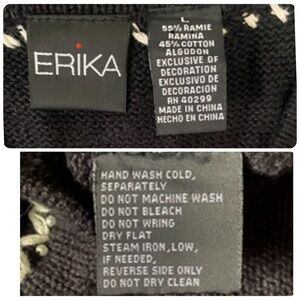 ERIKA
L
55% RAMIE
RAMINA
45% COTTON
ALGODON
EXCLUSIVE OF
DECORATION
EXCLUSIVO DE
DECORACION
RN 40299
MADE IN CHINA
HECHO EN CHINA
HAND WASH COLD,
SEPARATELY
DO NOT MACHINE WASH
DO NOT BLEACH
DO NOT WRING
DRY FLAT
STEAM IRON, LOW,
IF NEEDED,
REVERSE SIDE ONLY
DO NOT DRY CLEAN